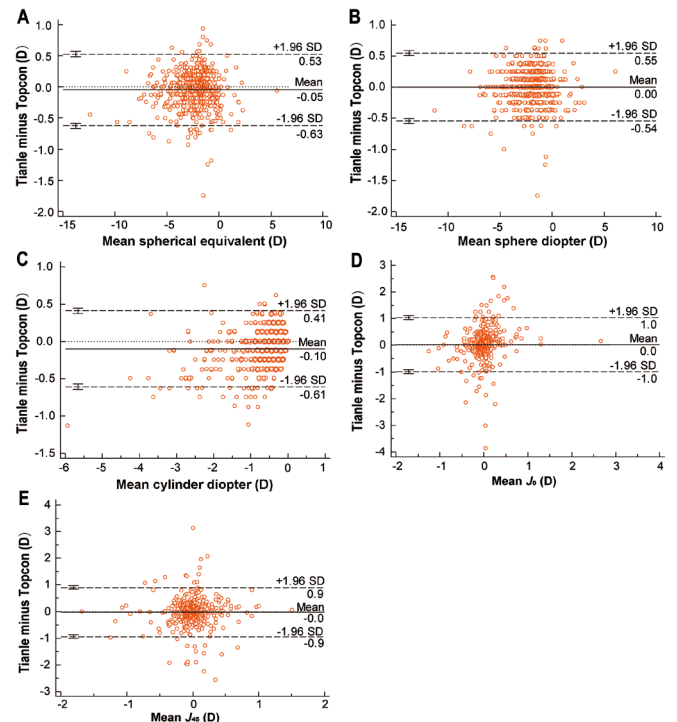 A
Tianle minus Topcon (D)
1.0
0.5
0.0
-0.5
-1.0
-1.5
-2.0
+1.96 SD
0.53
Mean
-0.05
-1.96 SD
-0.63
-15 -10 -5 0 5 10
Mean spherical equivalent (D)
B
Tianle minus Topcon (D)
1.0
0.5
0.0
-0.5
-1.0
-1.5
-2.0
+1.96 SD
0.55
Mean
0.00
-1.96 SD
-0.54
-15 -10 -5 0 5 10
Mean sphere diopter (D)
C
Tianle minus Topcon (D)
1.0
0.5
0.0
-0.5
-1.0
-1.5
+1.96 SD
0.41
Mean
-0.10
-1.96 SD
-0.61
-6 -5 -4 -3 -2 -1 0 1
Mean cylinder diopter (D)
D
Tianle minus Topcon (D)
3
2
1
0
-1
-2
-3
-4
+1.96 SD
1.0
Mean
0.0
-1.96 SD
-1.0
-2 -1 0 1 2 3 4
Mean J₀ (D)
E
Tianle minus Topcon (D)
4
3
2
1
0
-1
-2
-3
+1.96 SD
0.9
Mean
-0.0
-1.96 SD
-0.9
-2 -1 0 1 2
Mean J₄₅ (D)